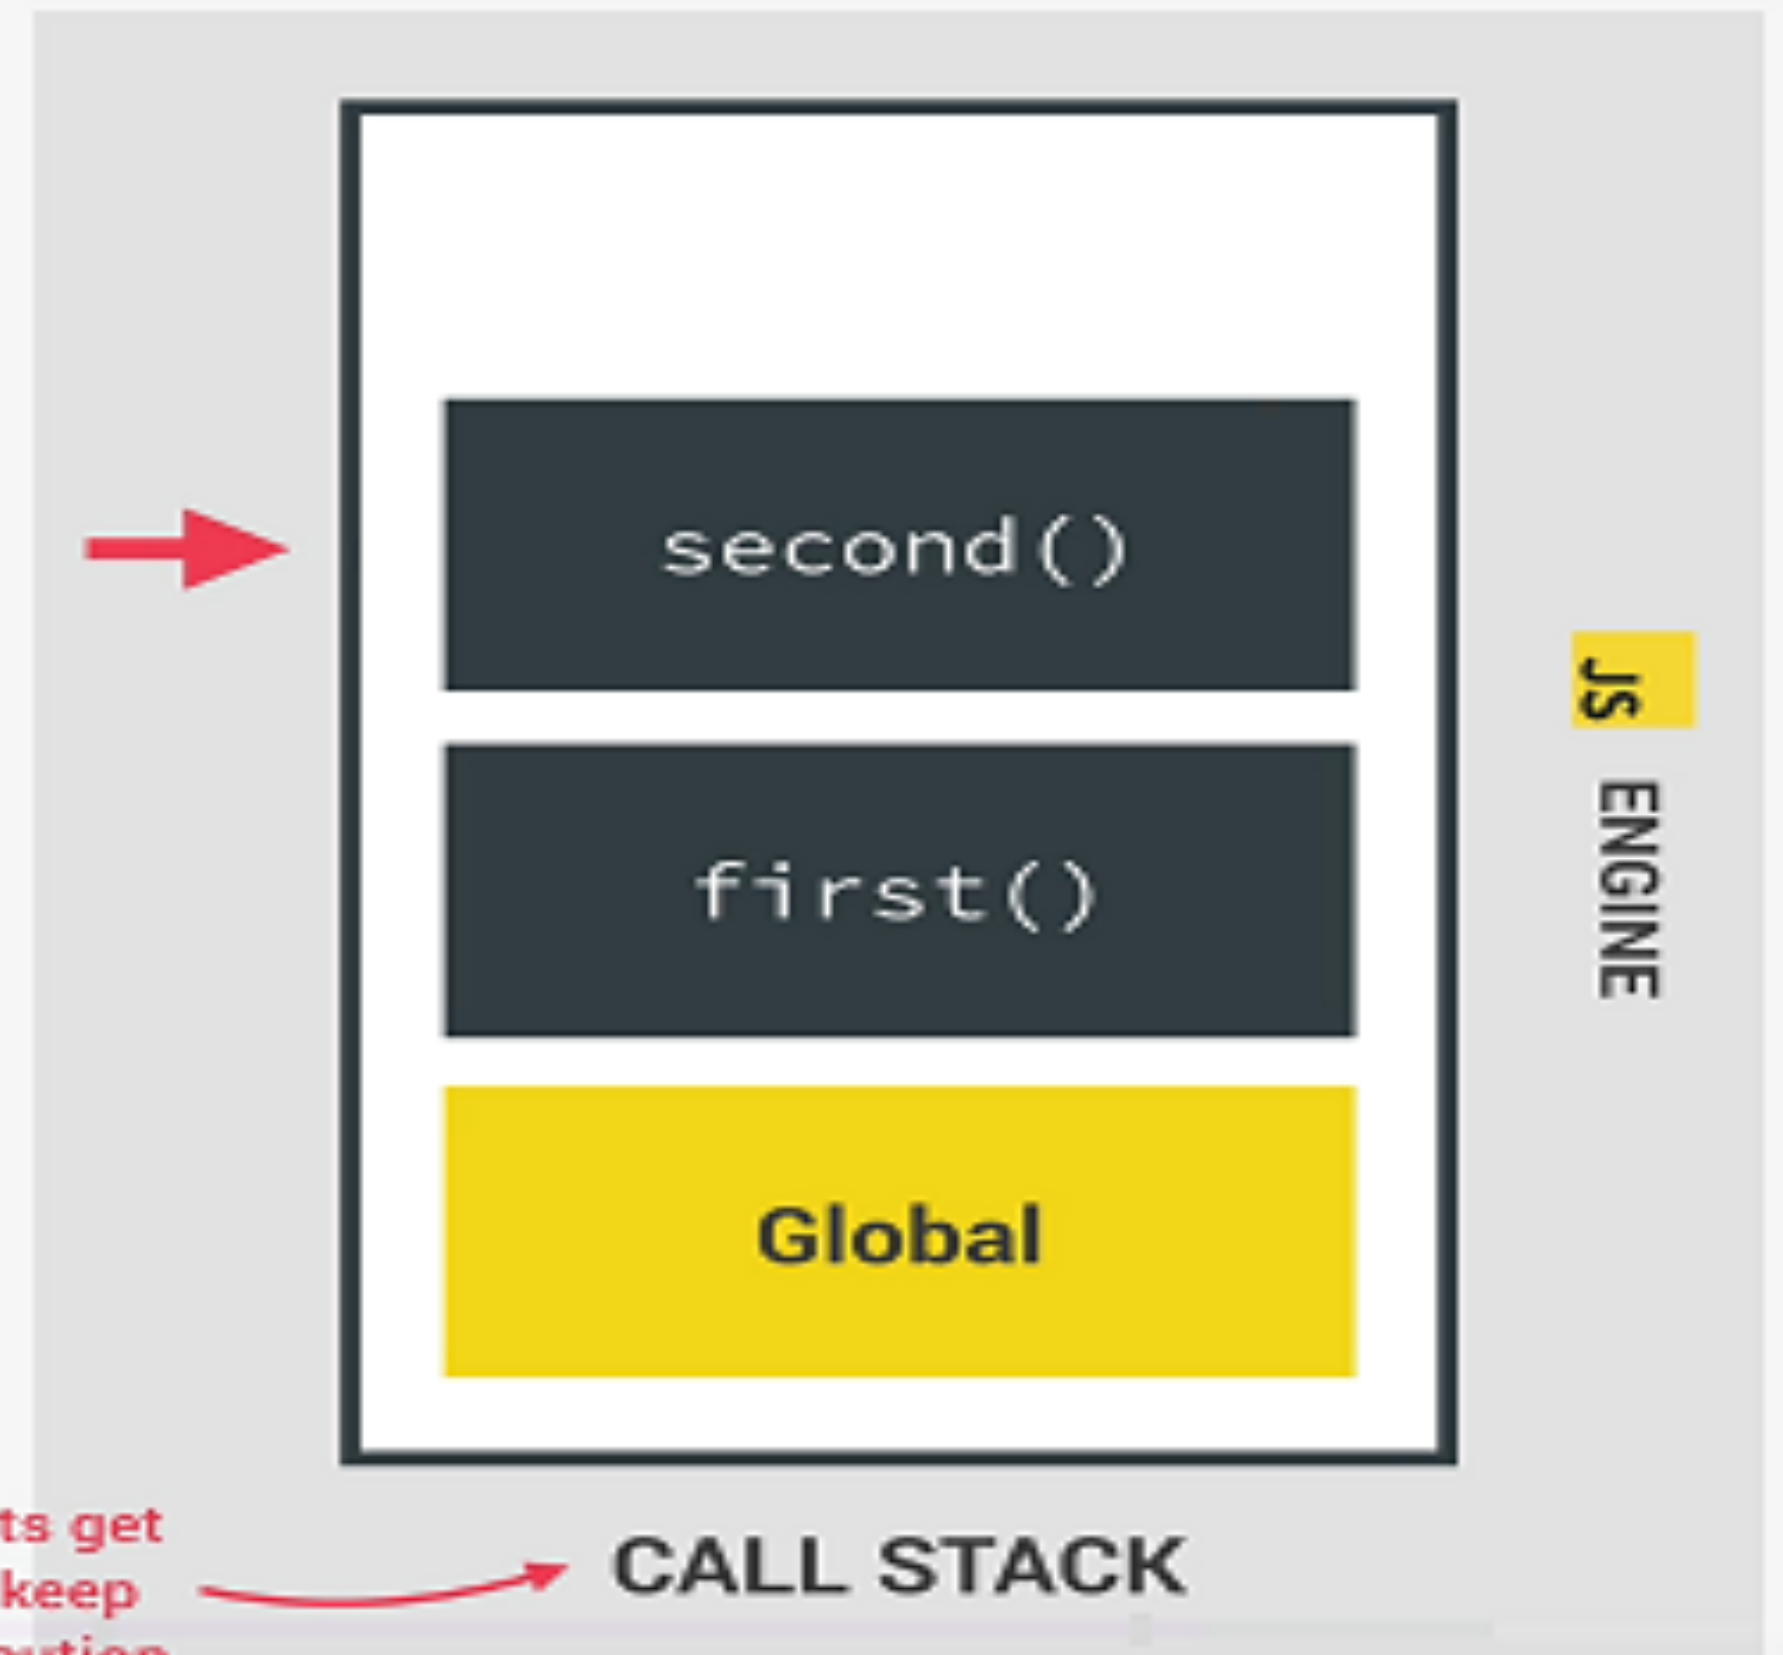 second()
first()
Global
JS ENGINE
CALL STACK
ts get
keep